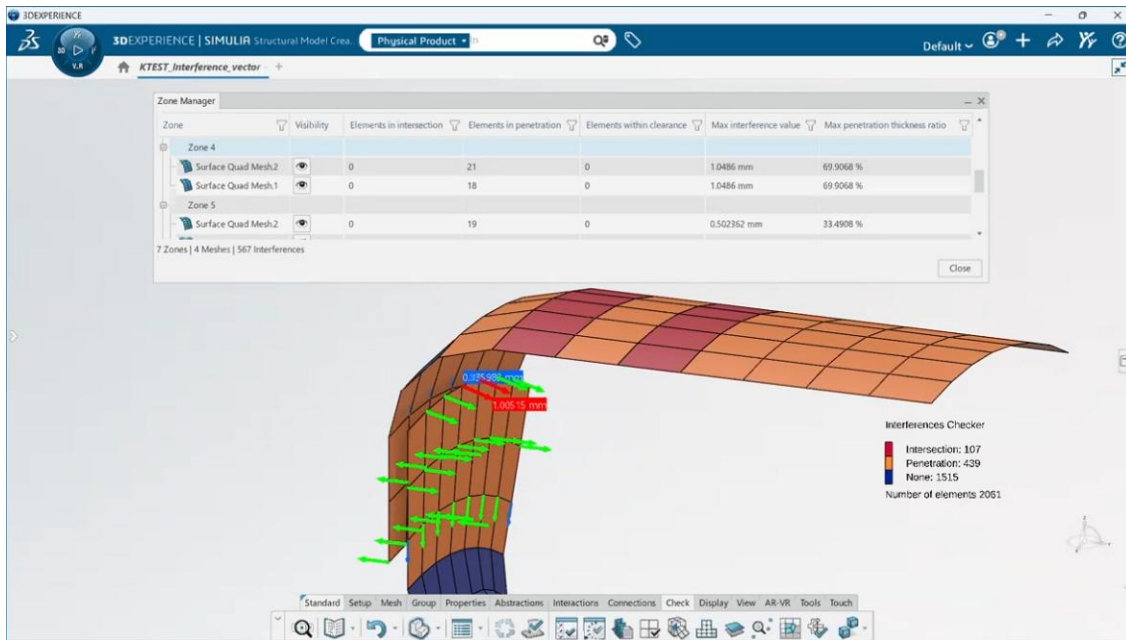 3DEXPERIENCE
3DEXPERIENCE | SIMULIA Structural Model Crea... Physical Product Default
3D V.R
KTEST_Interference_vector
Zone Manager
Zone Visibility Elements in intersection Elements in penetration Elements within clearance Max interference value Max penetration thickness ratio
Zone 4
Surface Quad Mesh.2 0 21 0 1.0486 mm 69.9068 %
Surface Quad Mesh.1 0 18 0 1.0486 mm 69.9068 %
Zone 5
Surface Quad Mesh.2 0 19 0 0.502362 mm 33.4908 %
7 Zones | 4 Meshes | 567 Interferences
Close
mm
1.00515 mm
Interferences Checker
Intersection: 107
Penetration: 439
None: 1515
Number of elements 2061
Standard Setup Mesh Group Properties Abstractions Interactions Connections Check Display View AR-VR Tools Touch